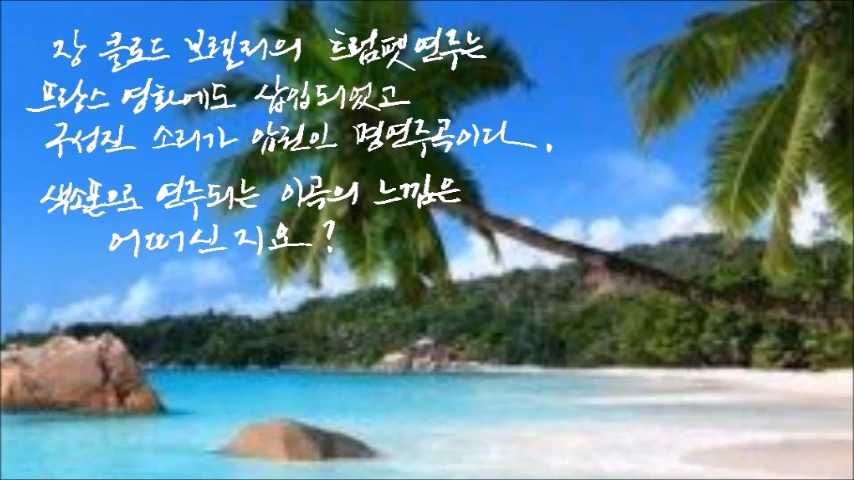 장 클로드 보렐리의 트럼펫연주는
프랑스 영화에도 삽입되었고
구성진 소리가 압권인 명연주곡이다.
색소폰으로 연주되는 이곡의 느낌은
어떠신지요?